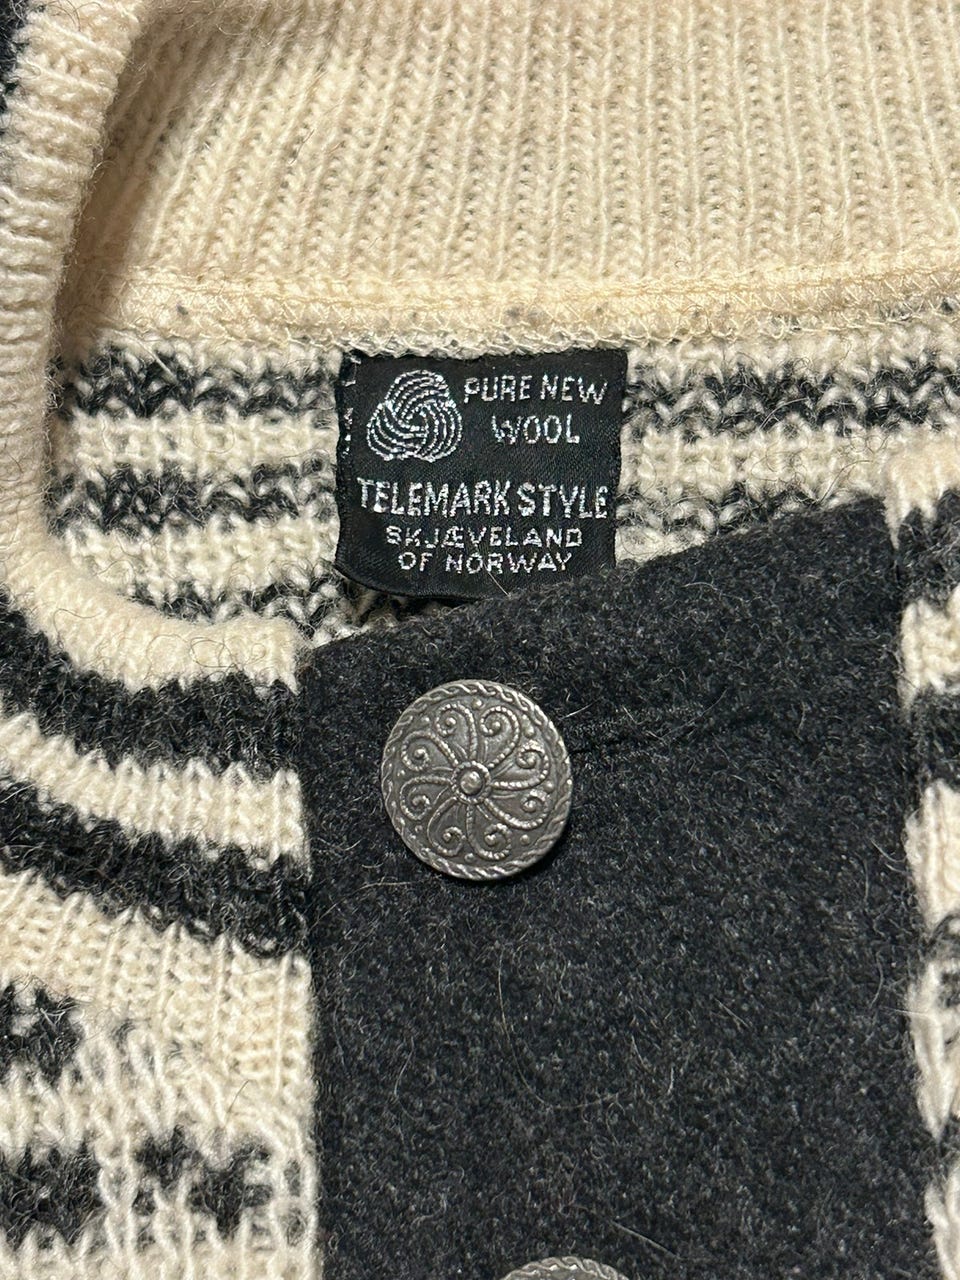 PURE NEW
WOOL
TELEMARK STYLE
SKJÆVELAND
OF NORWAY